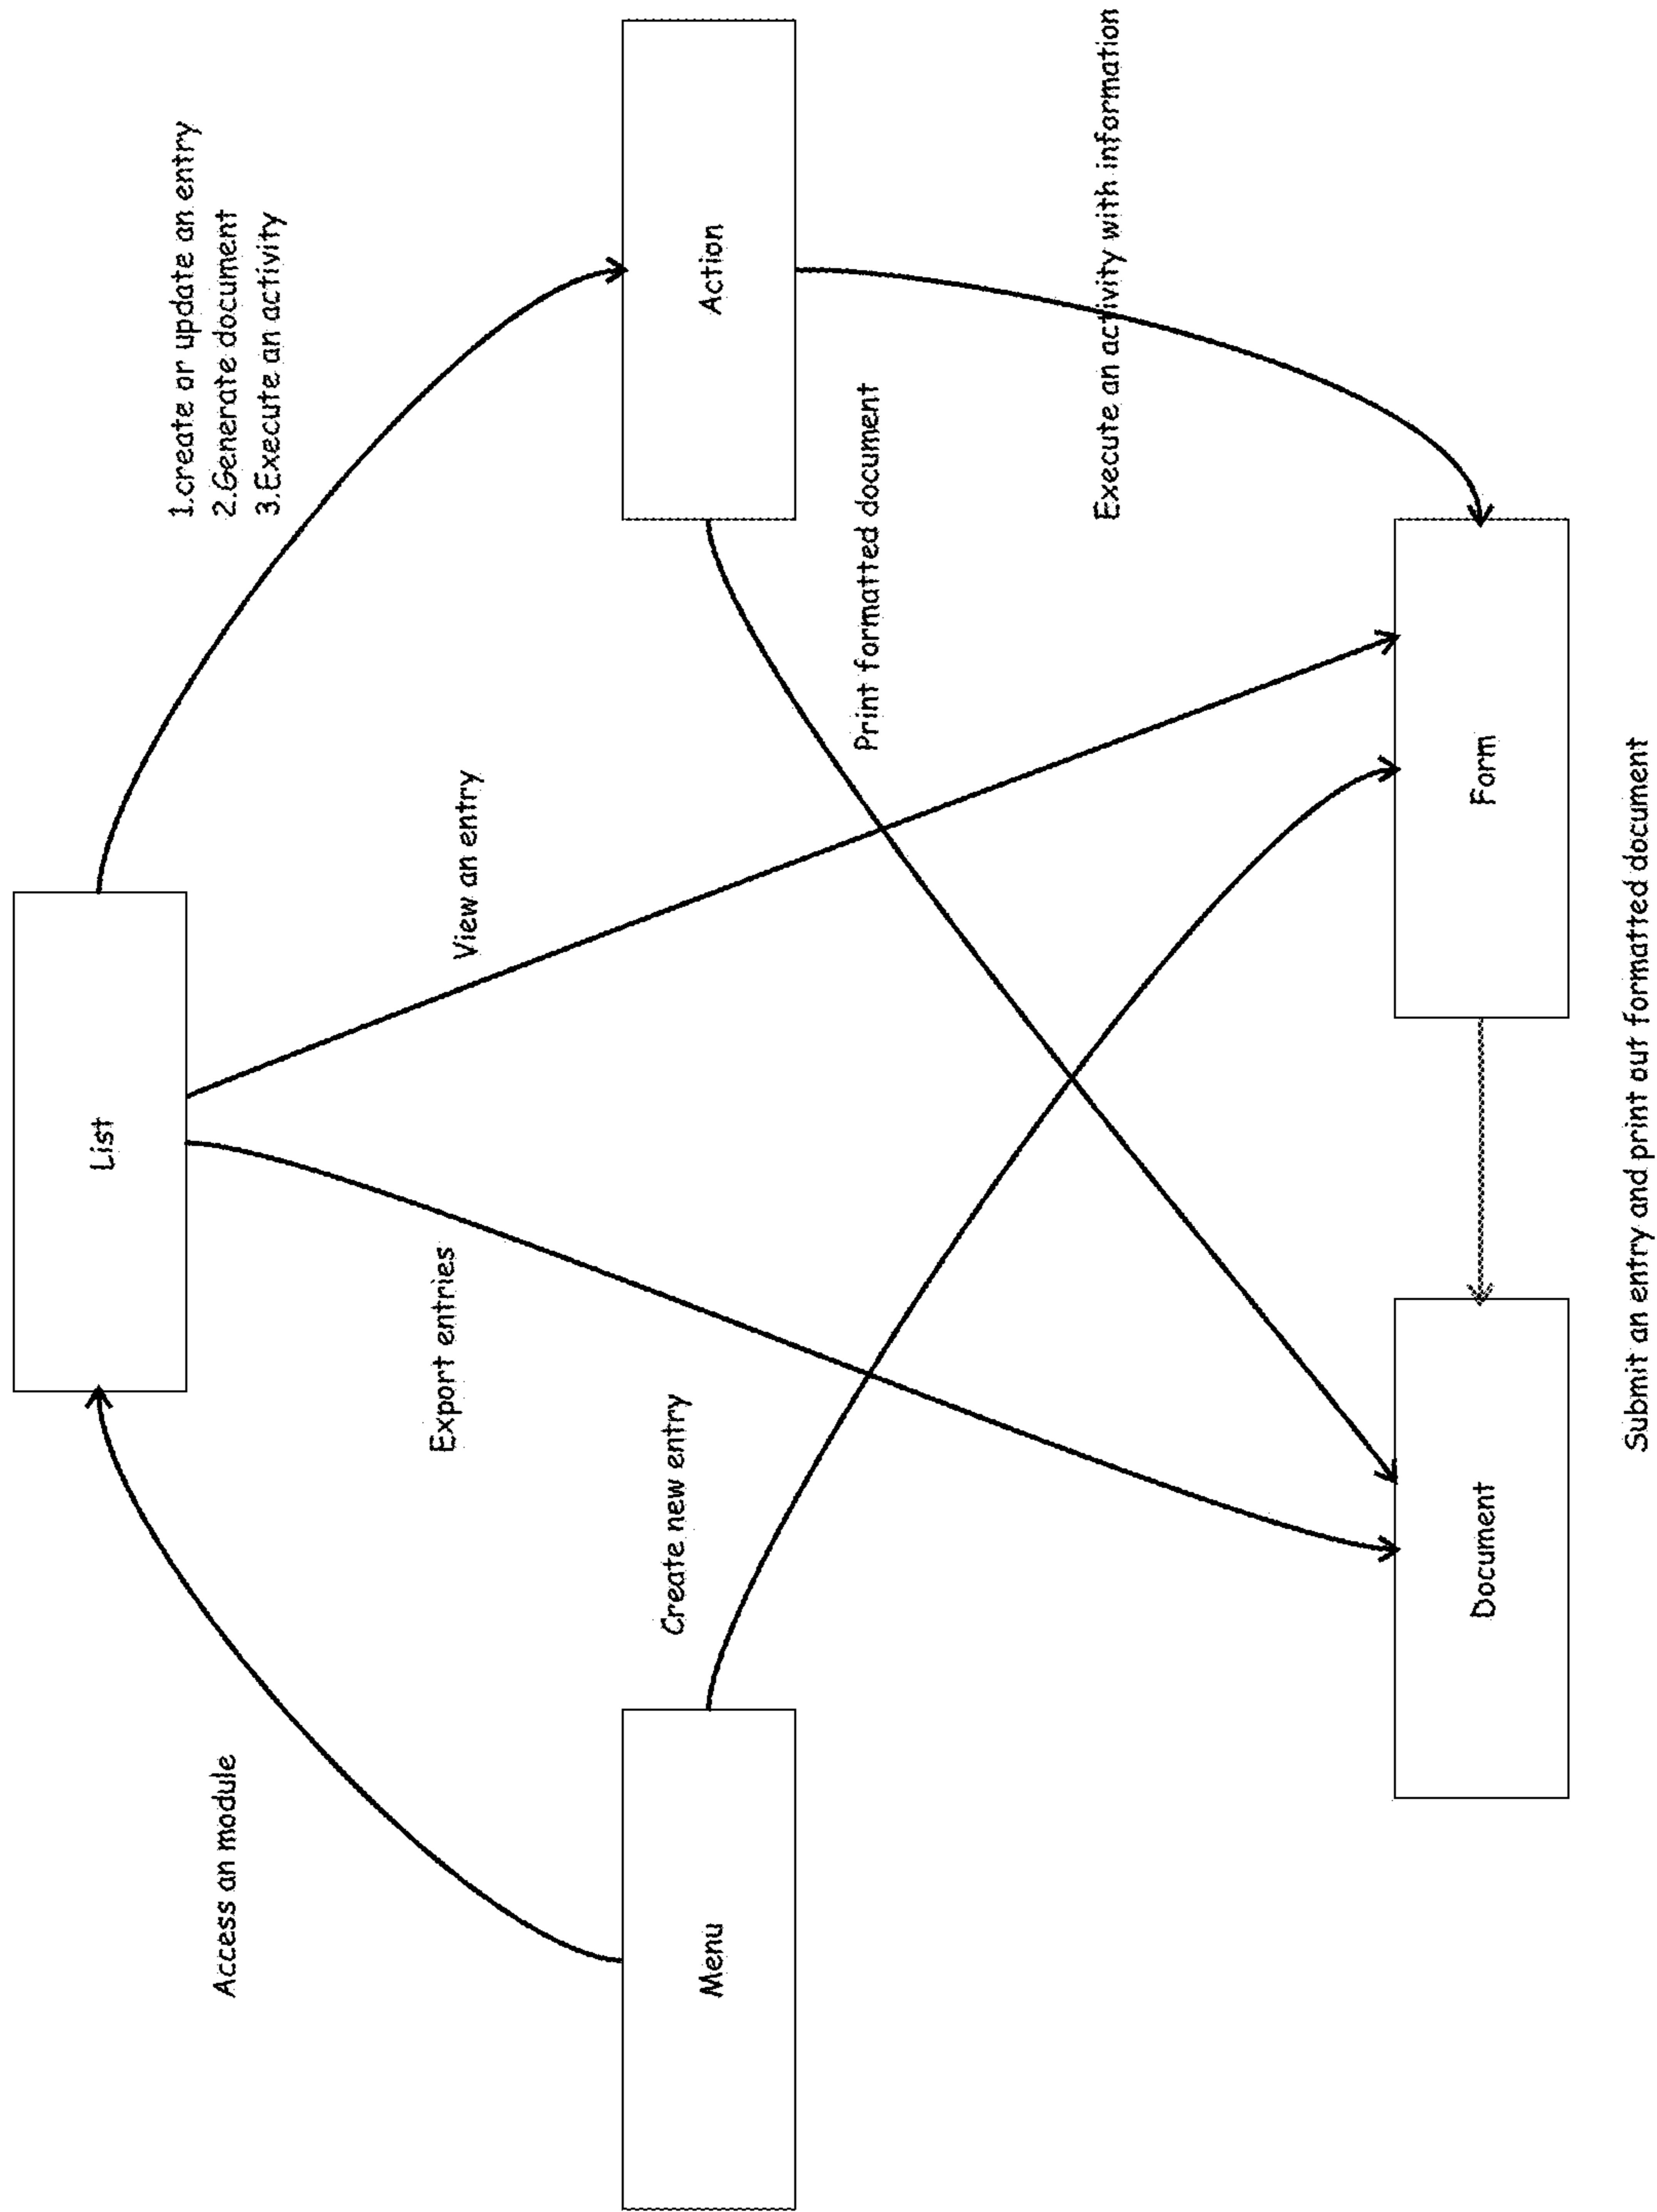 List
1.create or update an entry
2.Generate document
3.Execute an activity
Access an module
Export entries
View an entry
Create new entry
Menu
Action
Print formatted document
Execute an activity with information
Document
Form
Submit an entry and print out formatted document